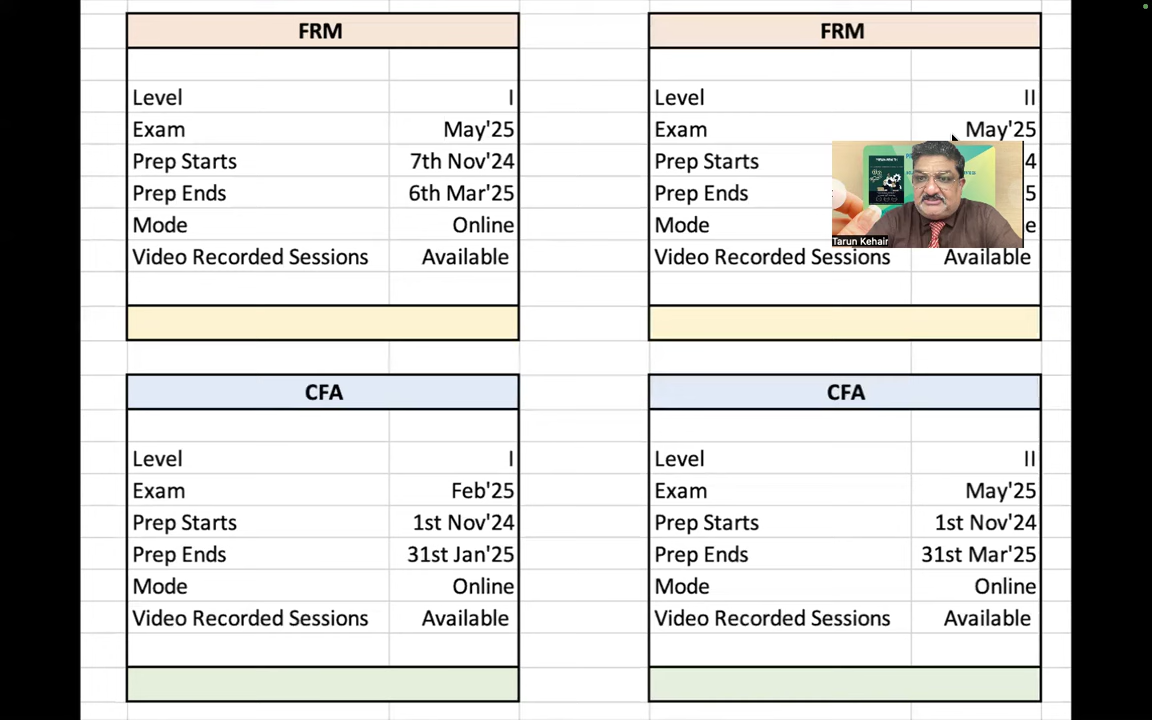 FRM
Level I
Exam May'25
Prep Starts 7th Nov'24
Prep Ends 6th Mar'25
Mode Online
Video Recorded Sessions Available
FRM
Level II
Exam May'25
Prep Starts 4
Prep Ends 5
Mode e
Video Recorded Sessions Available
Tarun Kehair
CFA
Level I
Exam Feb'25
Prep Starts 1st Nov'24
Prep Ends 31st Jan'25
Mode Online
Video Recorded Sessions Available
CFA
Level II
Exam May'25
Prep Starts 1st Nov'24
Prep Ends 31st Mar'25
Mode Online
Video Recorded Sessions Available